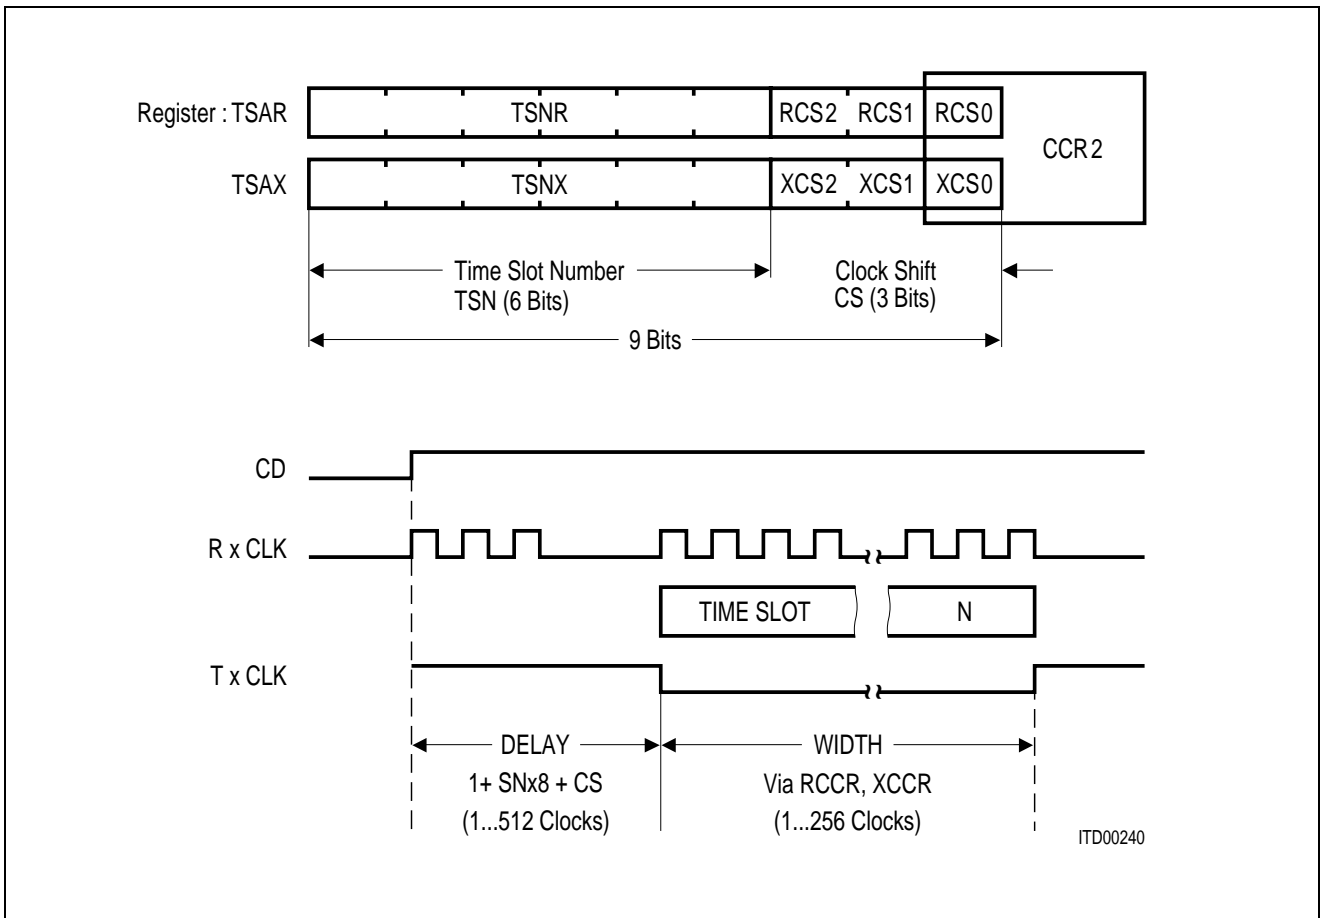 Register : TSAR TSNR RCS2 RCS1 RCS0
CCR2
TSAX TSNX XCS2 XCS1 XCS0
Time Slot Number
TSN (6 Bits)
Clock Shift
CS (3 Bits)
9 Bits
CD
R x CLK
TIME SLOT N
T x CLK
DELAY
1+ SNx8 + CS
(1...512 Clocks)
WIDTH
Via RCCR, XCCR
(1...256 Clocks)
ITD00240